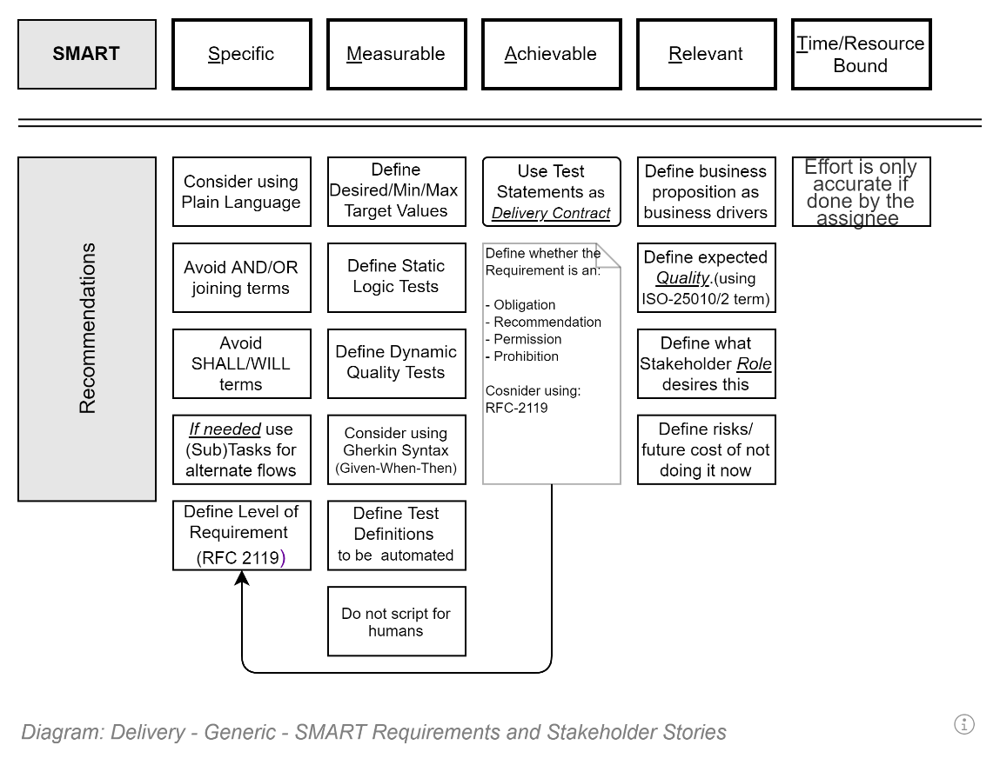 SMART
Specific
Measurable
Achievable
Relevant
Time/Resource
Bound
Recommendations
Consider using
Plain Language
Avoid AND/OR
joining terms
Avoid
SHALL/WILL
terms
If needed use
(Sub)Tasks for
alternate flows
Define Level of
Requirement
(RFC 2119)
Define
Desired/Min/Max
Target Values
Define Static
Logic Tests
Define Dynamic
Quality Tests
Consider using
Gherkin Syntax
(Given-When-Then)
Define Test
Definitions
to be automated
Do not script for
humans
Use Test
Statements as
Delivery Contract
Define whether the
Requirement is an:
- Obligation
- Recommendation
- Permission
- Prohibition
Cosnider using:
RFC-2119
Define business
proposition as
business drivers
Define expected
Quality.(using
ISO-25010/2 term)
Define what
Stakeholder Role
desires this
Define risks/
future cost of not
doing it now
Effort is only
accurate if
done by the
assignee
Diagram: Delivery - Generic - SMART Requirements and Stakeholder Stories